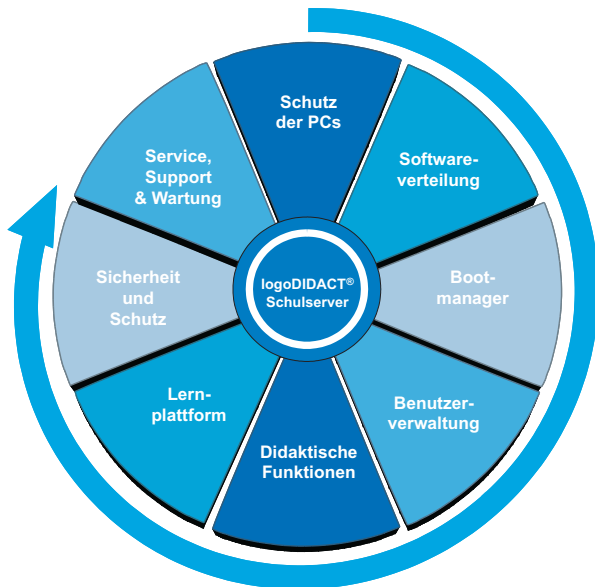 Schutz
der PCs
Software-
verteilung
Boot-
manager
Benutzer-
verwaltung
Didaktische
Funktionen
Lern-
plattform
Sicherheit
und
Schutz
Service,
Support
& Wartung
logoDIDACT®
Schulserver